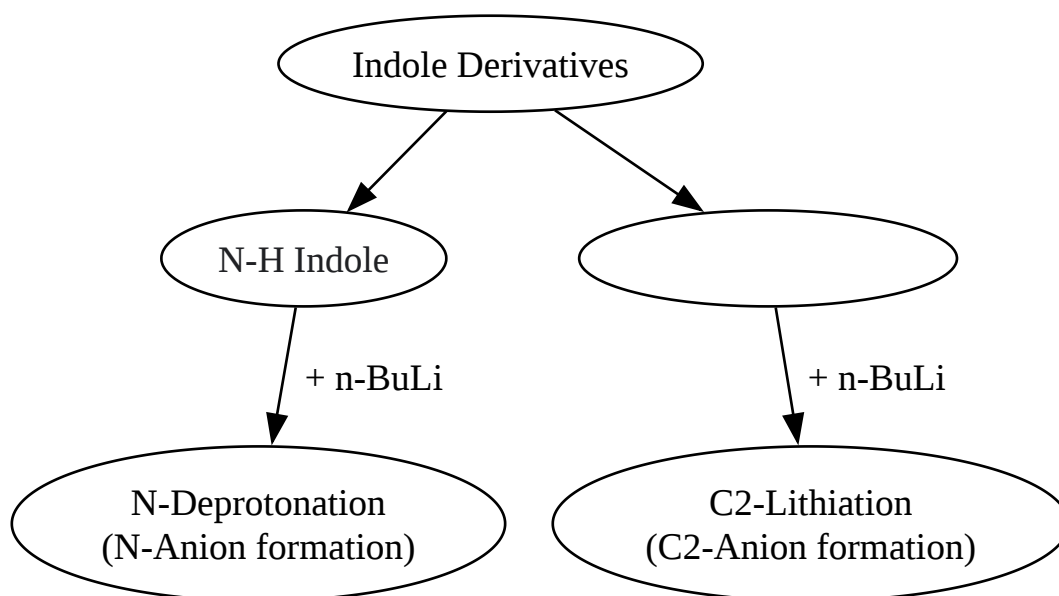 Indole Derivatives
N-H Indole
+ n-BuLi
+ n-BuLi
N-Deprotonation
(N-Anion formation)
C2-Lithiation
(C2-Anion formation)